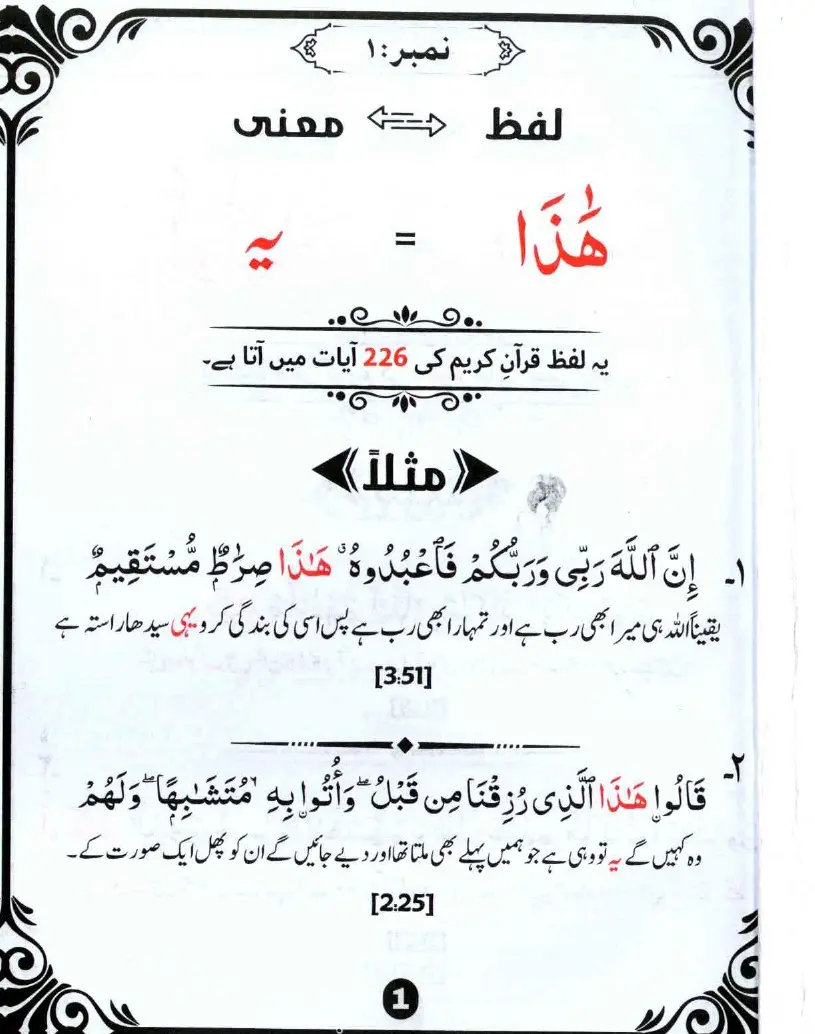 نمبر:۱
لفظ معنی
هَٰذَا = یہ
یہ لفظ قرآنِ کریم کی 226 آیات میں آتا ہے۔
مثلاً
۱۔ إِنَّ ٱللَّهَ رَبِّى وَرَبُّكُمْ فَٱعْبُدُوهُ ۗ هَٰذَا صِرَٰطٌ مُّسْتَقِيمٌ
یقیناً اللہ ہی میرا بھی رب ہے اور تمہارا بھی رب ہے پس اسی کی بندگی کرو یہی سیدھا راستہ ہے
[3:51]
۲۔ قَالُوا۟ هَٰذَا ٱلَّذِى رُزِقْنَا مِن قَبْلُ ۖ وَأُتُوا۟ بِهِۦ مُتَشَٰبِهًا ۖ وَلَهُمْ
وہ کہیں گے یہ تو وہی ہے جو ہمیں پہلے بھی ملتا تھا اور دیے جائیں گے ان کو پھل ایک صورت کے۔
[2:25]
1